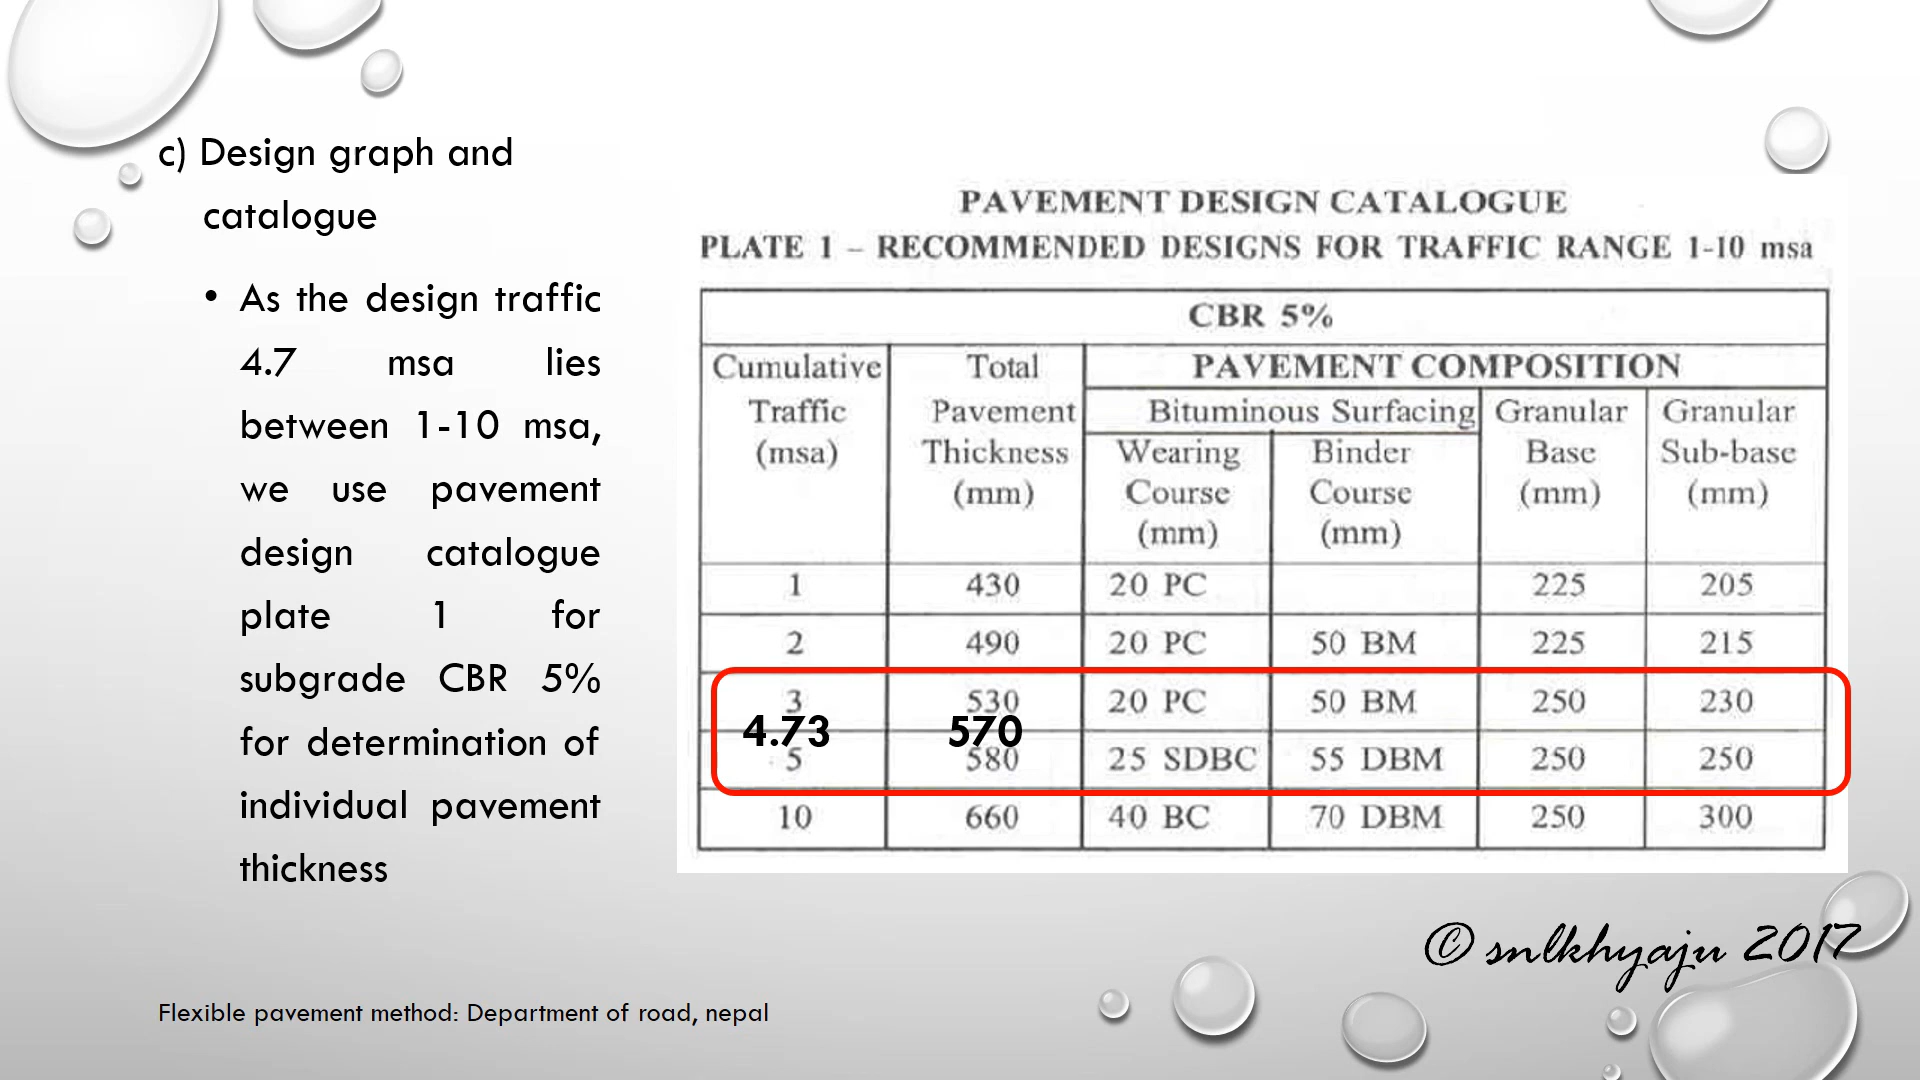 c) Design graph and
catalogue
• As the design traffic
4.7 msa lies
between 1-10 msa,
we use pavement
design catalogue
plate 1 for
subgrade CBR 5%
for determination of
individual pavement
thickness
PAVEMENT DESIGN CATALOGUE
PLATE 1 – RECOMMENDED DESIGNS FOR TRAFFIC RANGE 1-10 msa
CBR 5%
Cumulative Traffic (msa)
Total Pavement Thickness (mm)
PAVEMENT COMPOSITION
Bituminous Surfacing
Wearing Course (mm)
Binder Course (mm)
Granular Base (mm)
Granular Sub-base (mm)
1 430 20 PC 225 205
2 490 20 PC 50 BM 225 215
3 530 20 PC 50 BM 250 230
4.73 570
5 580 25 SDBC 55 DBM 250 250
10 660 40 BC 70 DBM 250 300
© snlkhyaju 2017
Flexible pavement method: Department of road, nepal